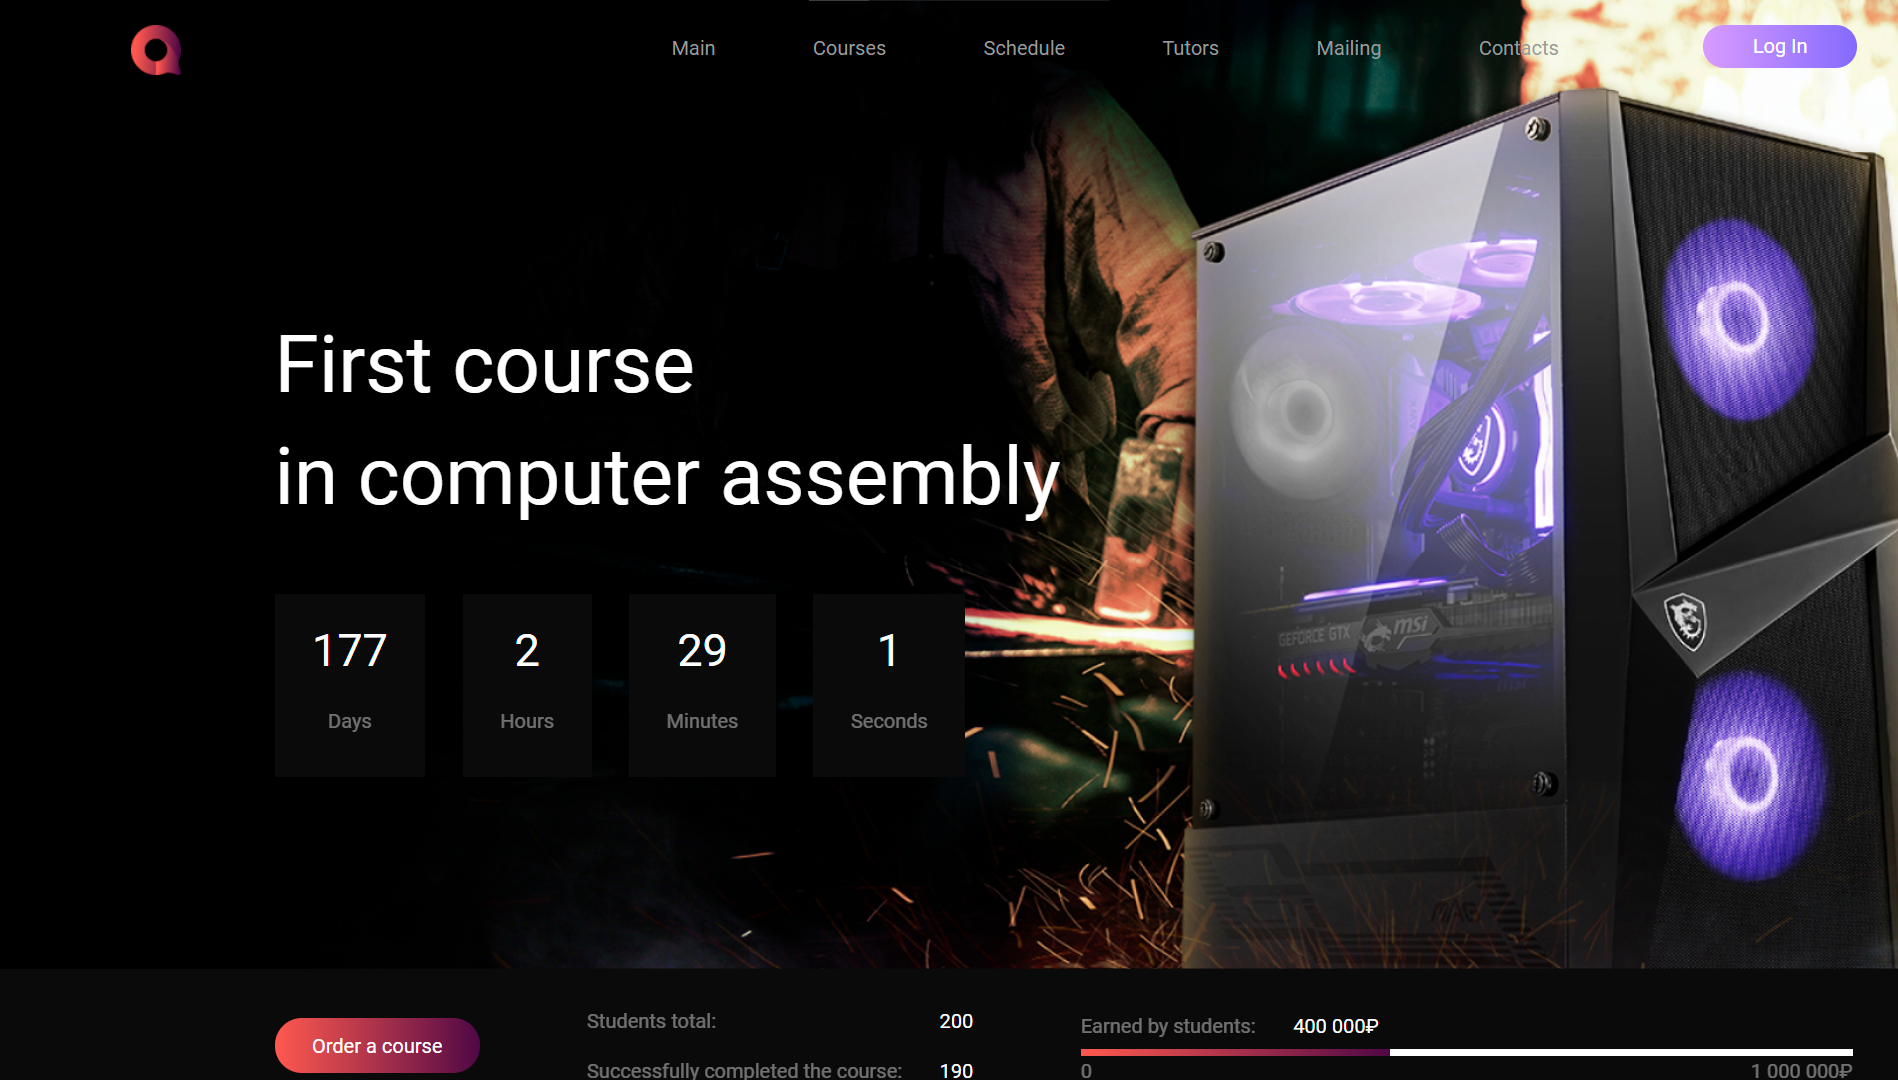 Main Courses Schedule Tutors Mailing Contacts Log In
First course
in computer assembly
177 2 29 1
Days Hours Minutes Seconds
GEFORCE GTX msi
Order a course
Students total: 200
Successfully completed the course: 190
Earned by students: 400 000₽
0 1 000 000₽